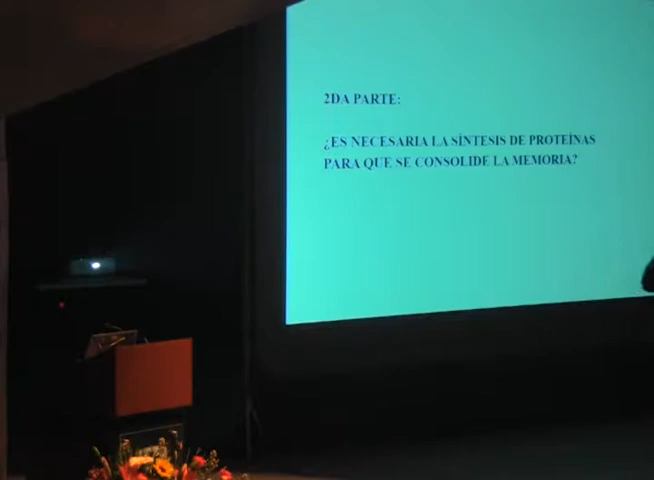 2DA PARTE:
¿ES NECESARIA LA SÍNTESIS DE PROTEÍNAS
PARA QUE SE CONSOLIDE LA MEMORIA?